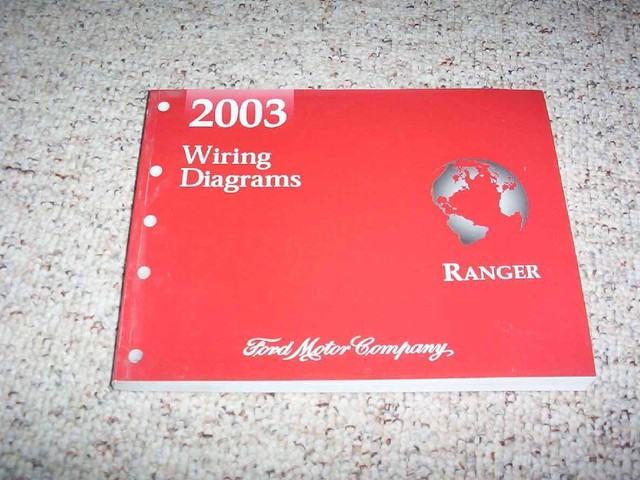 2003
Wiring
Diagrams
RANGER
Ford Motor Company